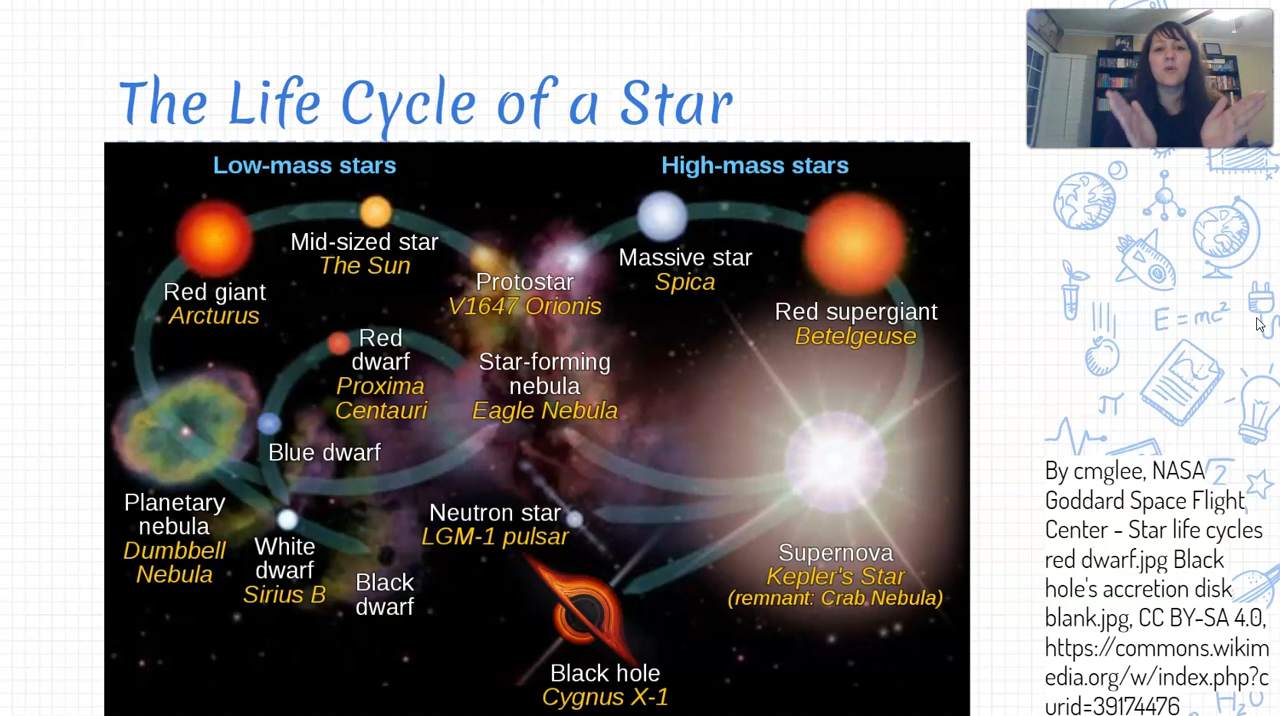 The Life Cycle of a Star
Low-mass stars
High-mass stars
Mid-sized star
The Sun
Red giant
Arcturus
Protostar
V1647 Orionis
Massive star
Spica
Red supergiant
Betelgeuse
Red
dwarf
Proxima
Centauri
Star-forming
nebula
Eagle Nebula
Blue dwarf
Planetary
nebula
Dumbbell
Nebula
White
dwarf
Sirius B
Black
dwarf
Neutron star
LGM-1 pulsar
Supernova
Kepler's Star
(remnant: Crab Nebula)
Black hole
Cygnus X-1
E=mc²
π
By cmglee, NASA
Goddard Space Flight
Center - Star life cycles
red dwarf.jpg Black
hole's accretion disk
blank.jpg, CC BY-SA 4.0,
https://commons.wikim
edia.org/w/index.php?c
urid=39174476
H₂O